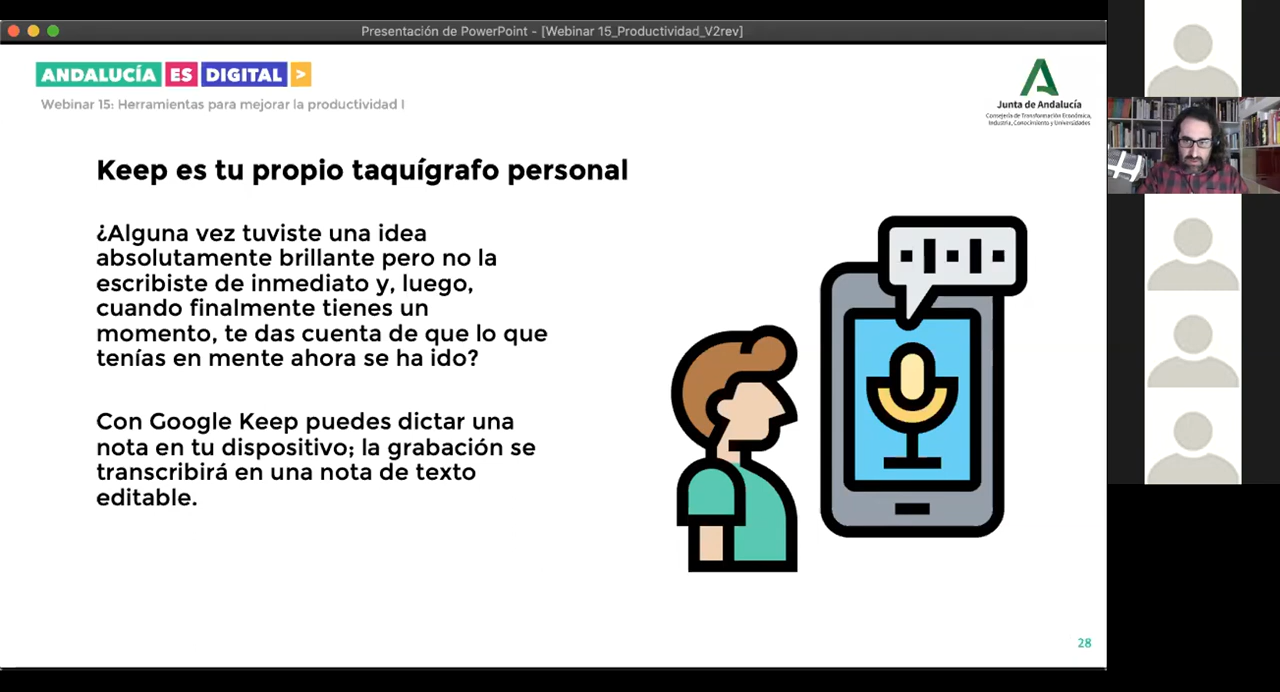 Presentación de PowerPoint - [Webinar 15_Productividad_V2rev]
ANDALUCÍA ES DIGITAL >
Webinar 15: Herramientas para mejorar la productividad I
Junta de Andalucía
Consejería de Transformación Económica,
Industria, Conocimiento y Universidades
Keep es tu propio taquígrafo personal
¿Alguna vez tuviste una idea
absolutamente brillante pero no la
escribiste de inmediato y, luego,
cuando finalmente tienes un
momento, te das cuenta de que lo que
tenías en mente ahora se ha ido?
Con Google Keep puedes dictar una
nota en tu dispositivo; la grabación se
transcribirá en una nota de texto
editable.
28